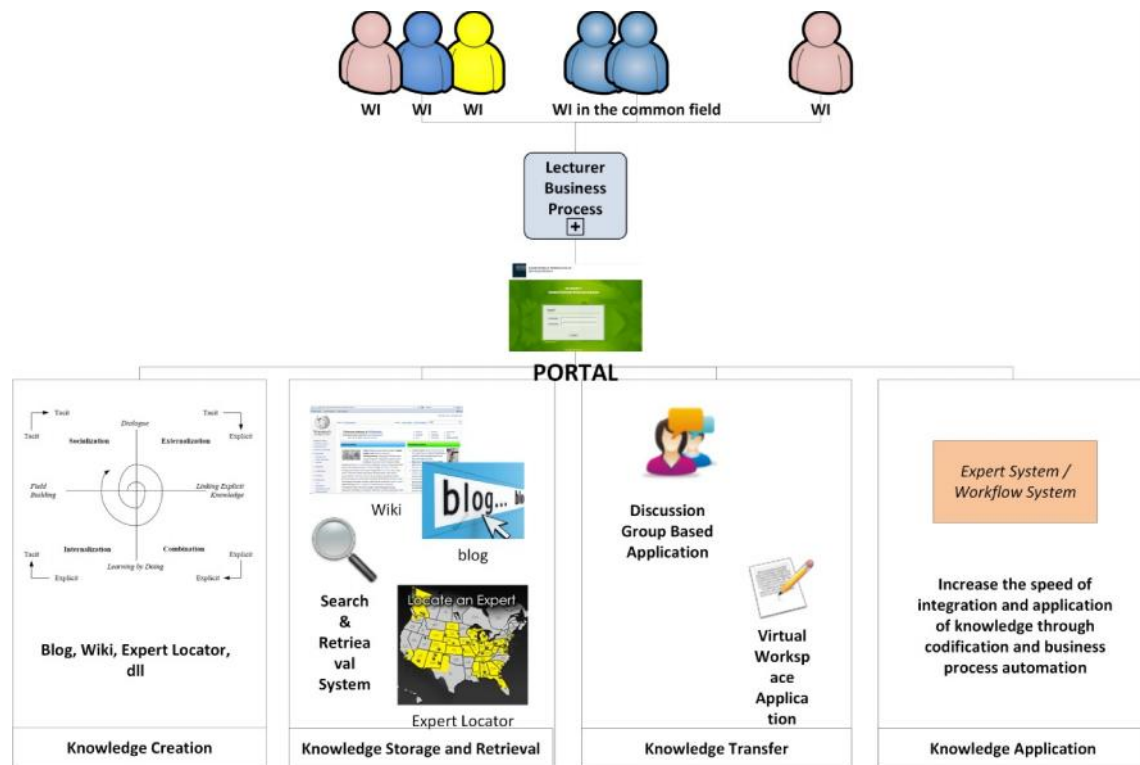 WI
WI
WI
WI in the common field
WI
Lecturer
Business
Process
PORTAL
Tacit
Tacit
Dialogue
Tacit
Explicit
Socialization
Externalization
Field
Building
Linking Explicit
Knowledge
Internalization
Combination
Tacit
Explicit
Learning by Doing
Explicit
Explicit
Blog, Wiki, Expert Locator,
dll
Knowledge Creation
Wiki
blog...
blog
Search
&
Retriea
val
System
Locate an Expert
Expert Locator
Knowledge Storage and Retrieval
Discussion
Group Based
Application
Virtual
Worksp
ace
Applica
tion
Knowledge Transfer
Expert System /
Workflow System
Increase the speed of
integration and application
of knowledge through
codification and business
process automation
Knowledge Application